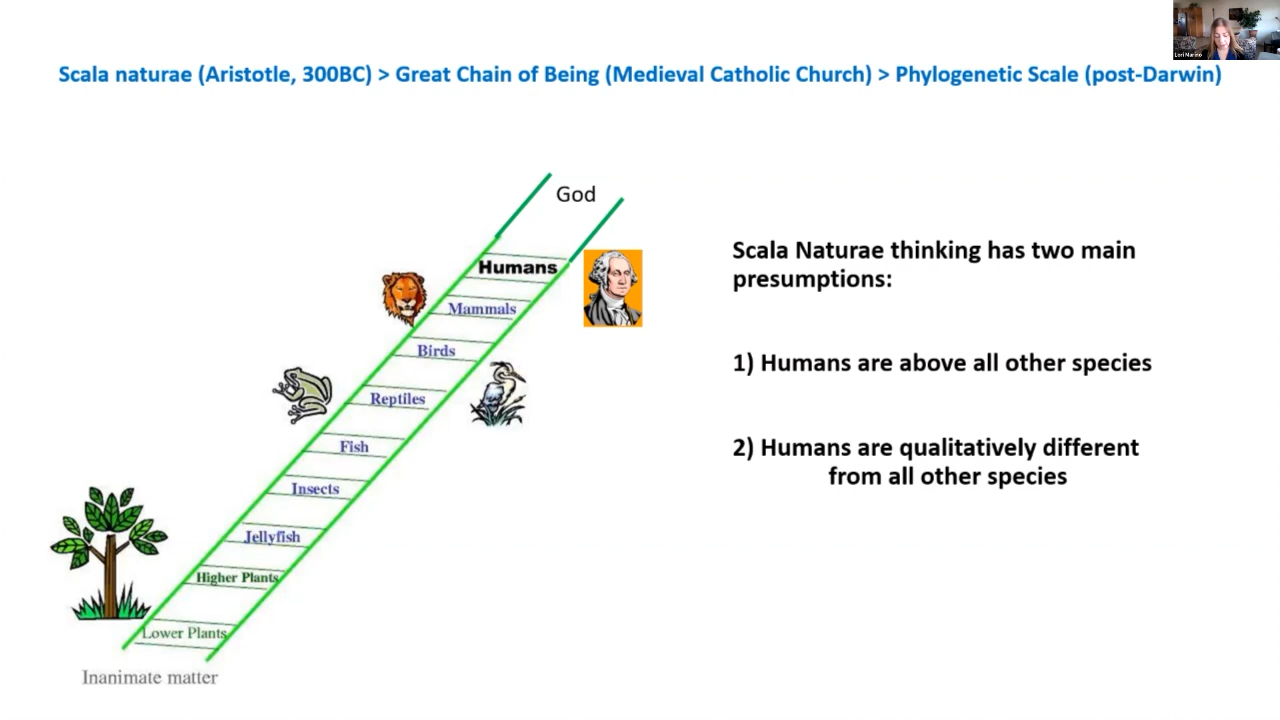 Lori Marino
Scala naturae (Aristotle, 300BC) > Great Chain of Being (Medieval Catholic Church) > Phylogenetic Scale (post-Darwin)
God
Humans
Mammals
Birds
Reptiles
Fish
Insects
Jellyfish
Higher Plants
Lower Plants
Inanimate matter
Scala Naturae thinking has two main
presumptions:
1) Humans are above all other species
2) Humans are qualitatively different
from all other species